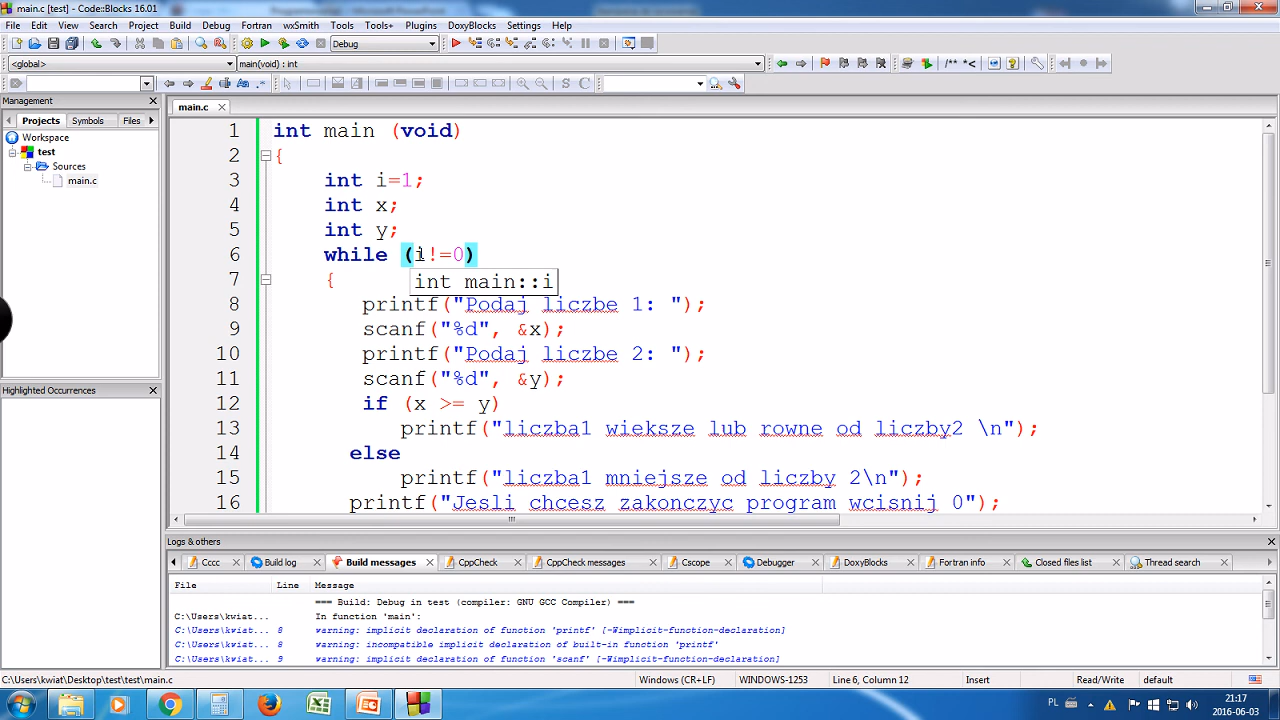 main.c [test] - Code::Blocks 16.01
File Edit View Search Project Build Debug Fortran wxSmith Tools Tools+ Plugins DoxyBlocks Settings Help
Debug
<global> main(void) : int
/** *<
S C
Management
Projects Symbols Files
Workspace
test
Sources
main.c
Highlighted Occurrences
main.c
1 int main (void)
2 {
3 int i=1;
4 int x;
5 int y;
6 while (i!=0)
7 {
int main::i
8 printf("Podaj liczbe 1: ");
9 scanf("%d", &x);
10 printf("Podaj liczbe 2: ");
11 scanf("%d", &y);
12 if (x >= y)
13 printf("liczba1 wieksze lub rowne od liczby2 \n");
14 else
15 printf("liczba1 mniejsze od liczby 2\n");
16 printf("Jesli chcesz zakonczyc program wcisnij 0");
Logs & others
Cccc Build log Build messages CppCheck CppCheck messages Cscope Debugger DoxyBlocks Fortran info Closed files list Thread search
File Line Message
=== Build: Debug in test (compiler: GNU GCC Compiler) ===
C:\Users\kwiat... In function 'main':
C:\Users\kwiat... 8 warning: implicit declaration of function 'printf' [-Wimplicit-function-declaration]
C:\Users\kwiat... 8 warning: incompatible implicit declaration of built-in function 'printf'
C:\Users\kwiat... 9 warning: implicit declaration of function 'scanf' [-Wimplicit-function-declaration]
C:\Users\kwiat\Desktop\test\test\main.c Windows (CR+LF) WINDOWS-1253 Line 6, Column 12 Insert Read/Write default
PL 21:17
2016-06-03